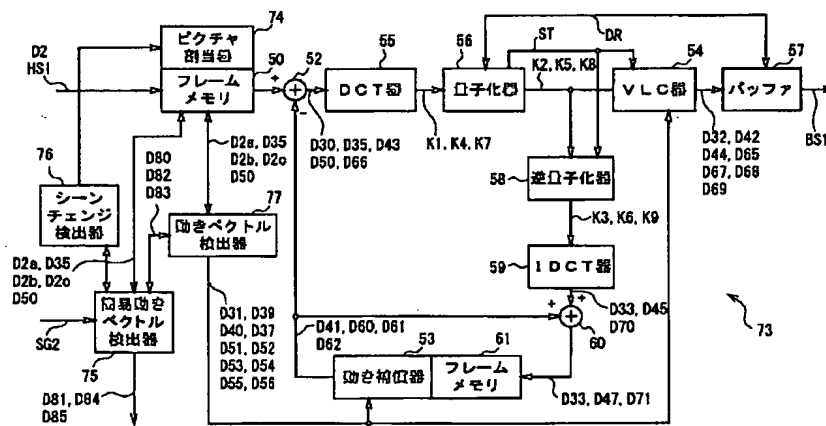 74
ピクチャ
割当器
50
D2
HS1
フレーム
メモリ
+
52
-
55
DCT器
D30, D35, D43
D50, D66
K1, K4, K7
56
量子化器
ST
DR
K2, K5, K8
54
VLC器
57
バッファ
BS1
D32, D42
D44, D65
D67, D68
D69
76
シーン
チェンジ
検出器
D80
D82
D83
D2a, D35
D2b, D2c
D50
77
動きベクトル
検出器
58
逆量子化器
K3, K6, K9
59
IDCT器
D2a, D35
D2b, D2c
D50
簡易動き
ベクトル
検出器
SG2
75
D81, D84
D85
D31, D39
D40, D37
D51, D52
D53, D54
D55, D56
D41, D60, D61
D62
53
動き補償器
61
フレーム
メモリ
+
+
D33, D45
D70
60
D33, D47, D71
73